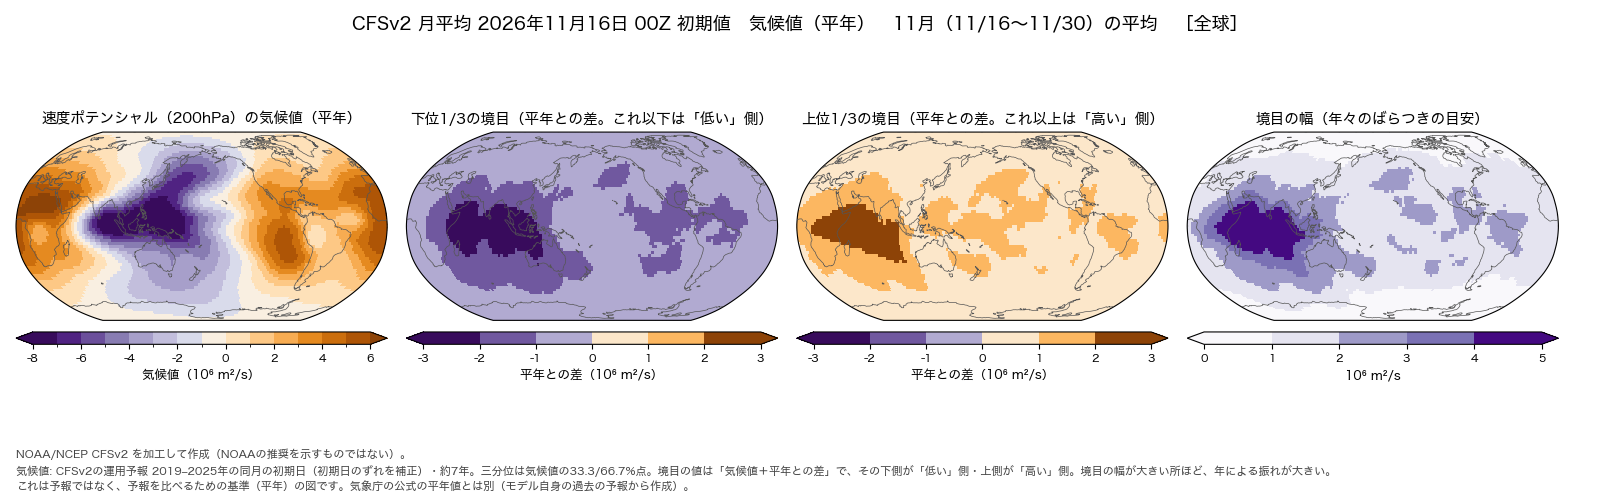 CFSv2 月平均 2026年11月16日 00Z 初期値　気候値（平年）　11月（11/16〜11/30）の平均　［全球］
速度ポテンシャル（200hPa）の気候値（平年）
下位1/3の境目（平年との差。これ以下は「低い」側）
上位1/3の境目（平年との差。これ以上は「高い」側）
境目の幅（年々のばらつきの目安）
-8 -6 -4 -2 0 2 4 6
-3 -2 -1 0 1 2 3
-3 -2 -1 0 1 2 3
0 1 2 3 4 5
気候値（10⁶ m²/s）
平年との差（10⁶ m²/s）
平年との差（10⁶ m²/s）
10⁶ m²/s
NOAA/NCEP CFSv2 を加工して作成（NOAAの推奨を示すものではない）。
気候値: CFSv2の運用予報 2019–2025年の同月の初期日（初期日のずれを補正）・約7年。三分位は気候値の33.3/66.7%点。境目の値は「気候値＋平年との差」で、その下側が「低い」側・上側が「高い」側。境目の幅が大きい所ほど、年による振れが大きい。
これは予報ではなく、予報を比べるための基準（平年）の図です。気象庁の公式の平年値とは別（モデル自身の過去の予報から作成）。